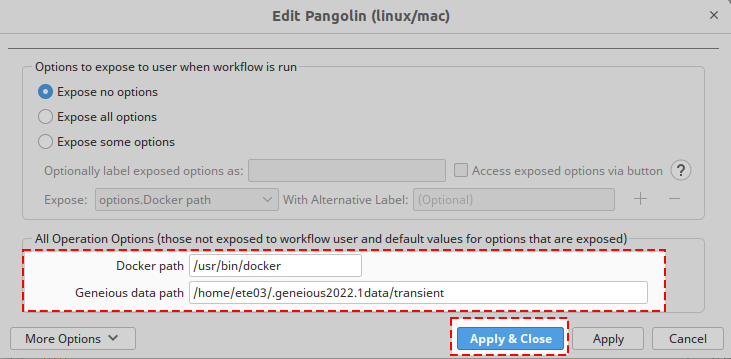 Edit Pangolin (linux/mac)
Options to expose to user when workflow is run
Expose no options
Expose all options
Expose some options
Optionally label exposed options as: Access exposed options via button ?
Expose: options.Docker path With Alternative Label: (Optional)
All Operation Options (those not exposed to workflow user and default values for options that are exposed)
Docker path /usr/bin/docker
Geneious data path /home/ete03/.geneious2022.1data/transient
More Options Apply & Close Apply Cancel